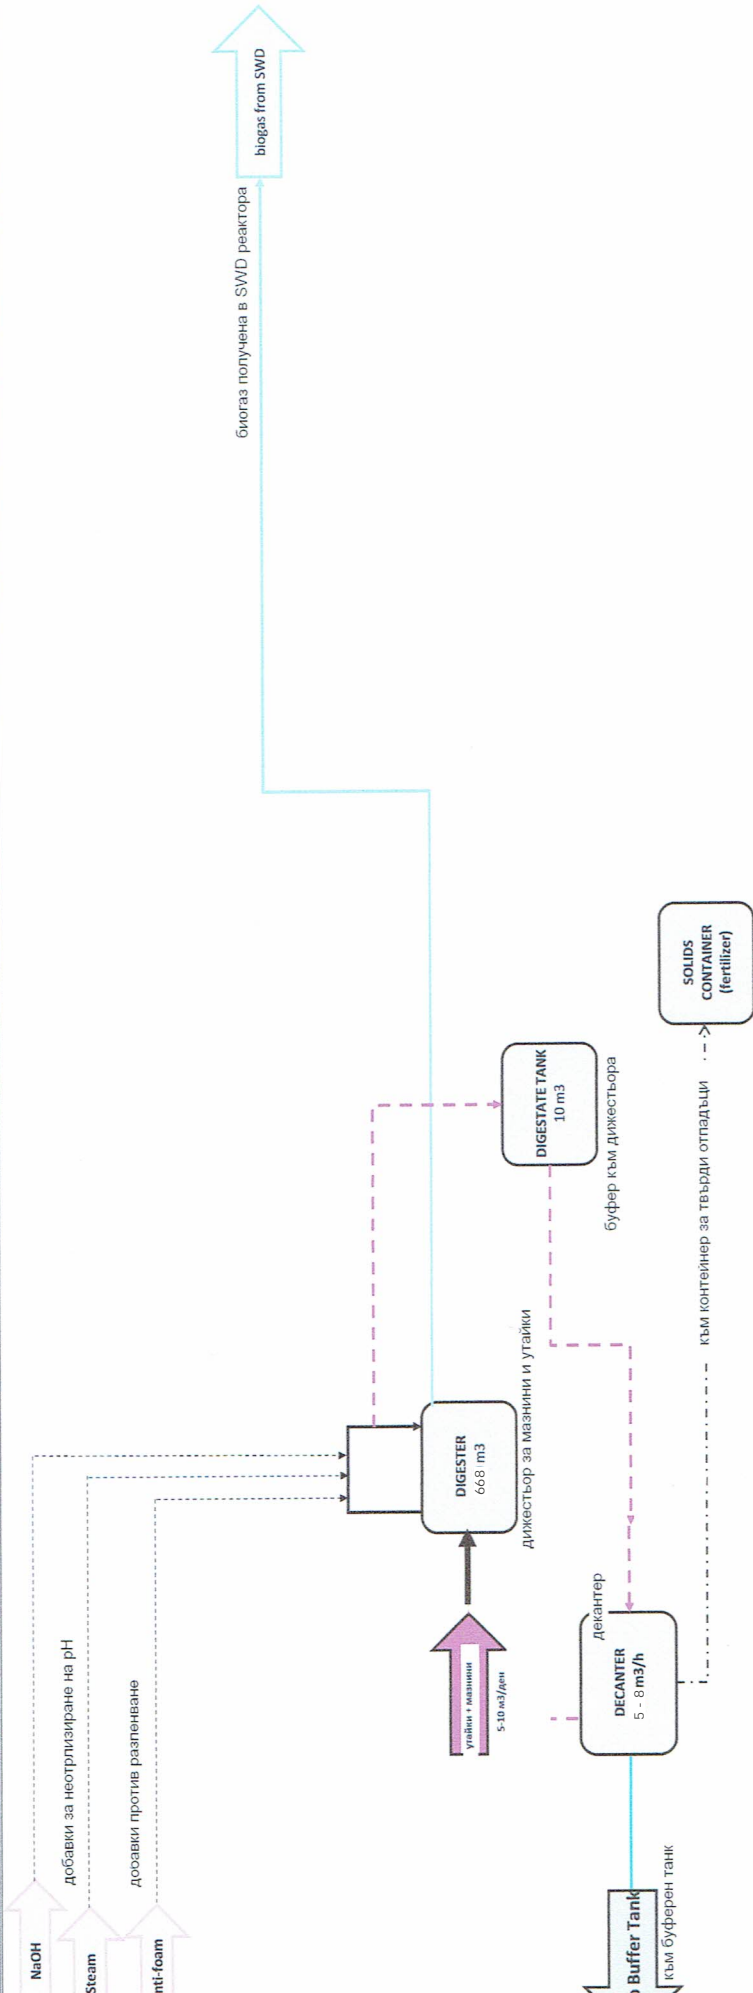 NaOH
добавки за неотрлизиране на pH
Steam
добавки против разпенване
nti-foam
биогаз получена в SWD реактора
biogas from SWD
утайки + мазнини
5-10 м3/ден
DIGESTER
668 m3
дижестьор за мазнини и утайки
DIGESTATE TANK
10 m3
буфер към дижестьора
декантер
DECANTER
5 - 8 m3/h
o Buffer Tank
към буферен танк
към контейнер за твърди отпадъци
SOLIDS
CONTAINER
(fertilizer)